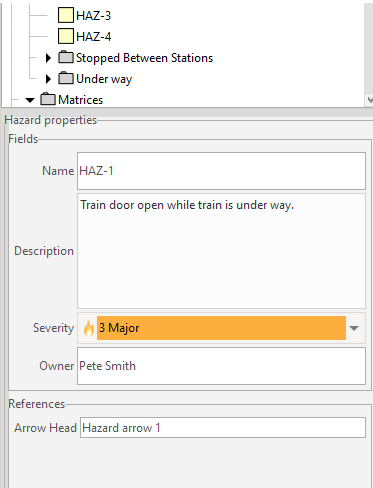 HAZ-3
HAZ-4
Stopped Between Stations
Under way
Matrices
Hazard properties
Fields
Name HAZ-1
Train door open while train is under way.
Description
Severity 3 Major
Owner Pete Smith
References
Arrow Head Hazard arrow 1